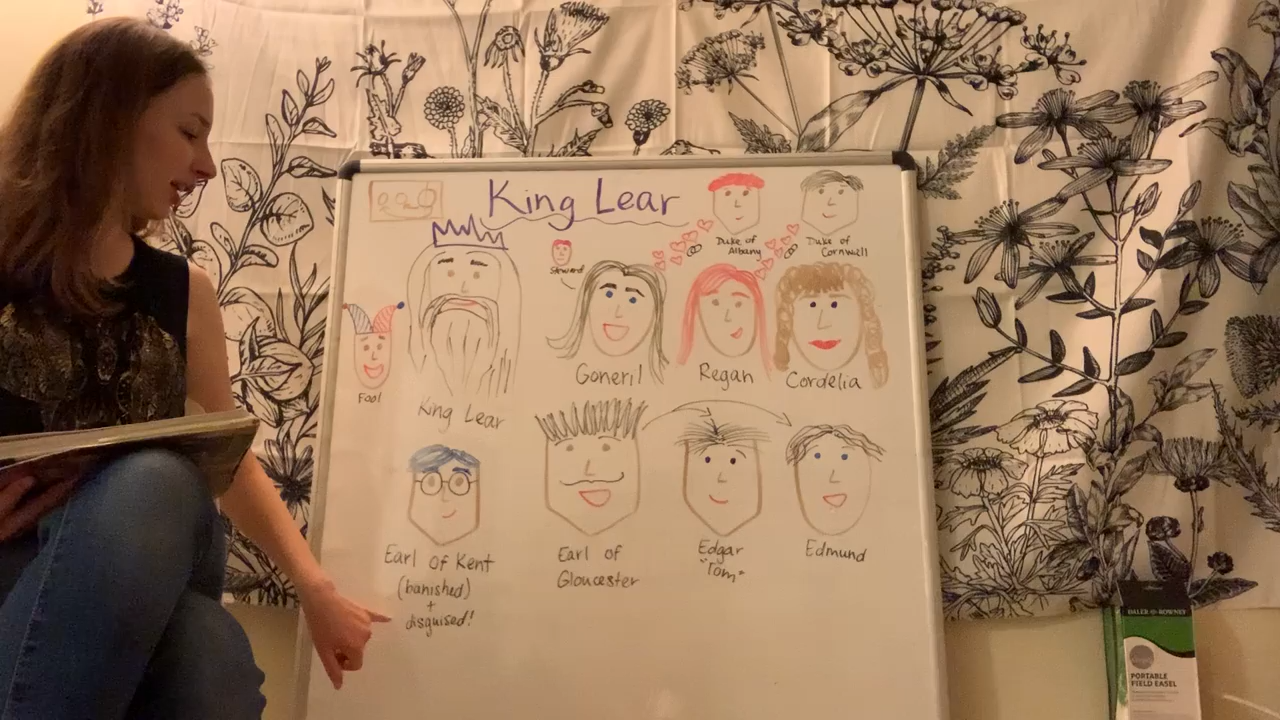 King Lear
Duke of
Albany
Duke of
Cornwall
Steward
Fool
King Lear
Goneril
Regan
Cordelia
Earl of Kent
(banished)
+
disguised!
Earl of
Gloucester
Edgar
"Tom"
Edmund
DALER ROWNEY
PORTABLE
FIELD EASEL